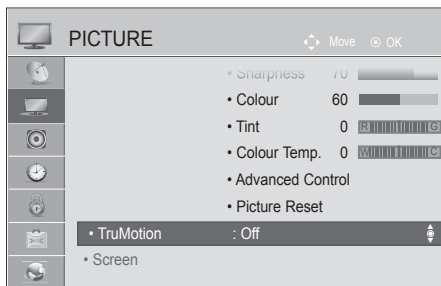 PICTURE Move OK
• Sharpness 70
• Colour 60
• Tint 0 R G
• Colour Temp. 0 W C
• Advanced Control
• Picture Reset
• TruMotion : Off
• Screen